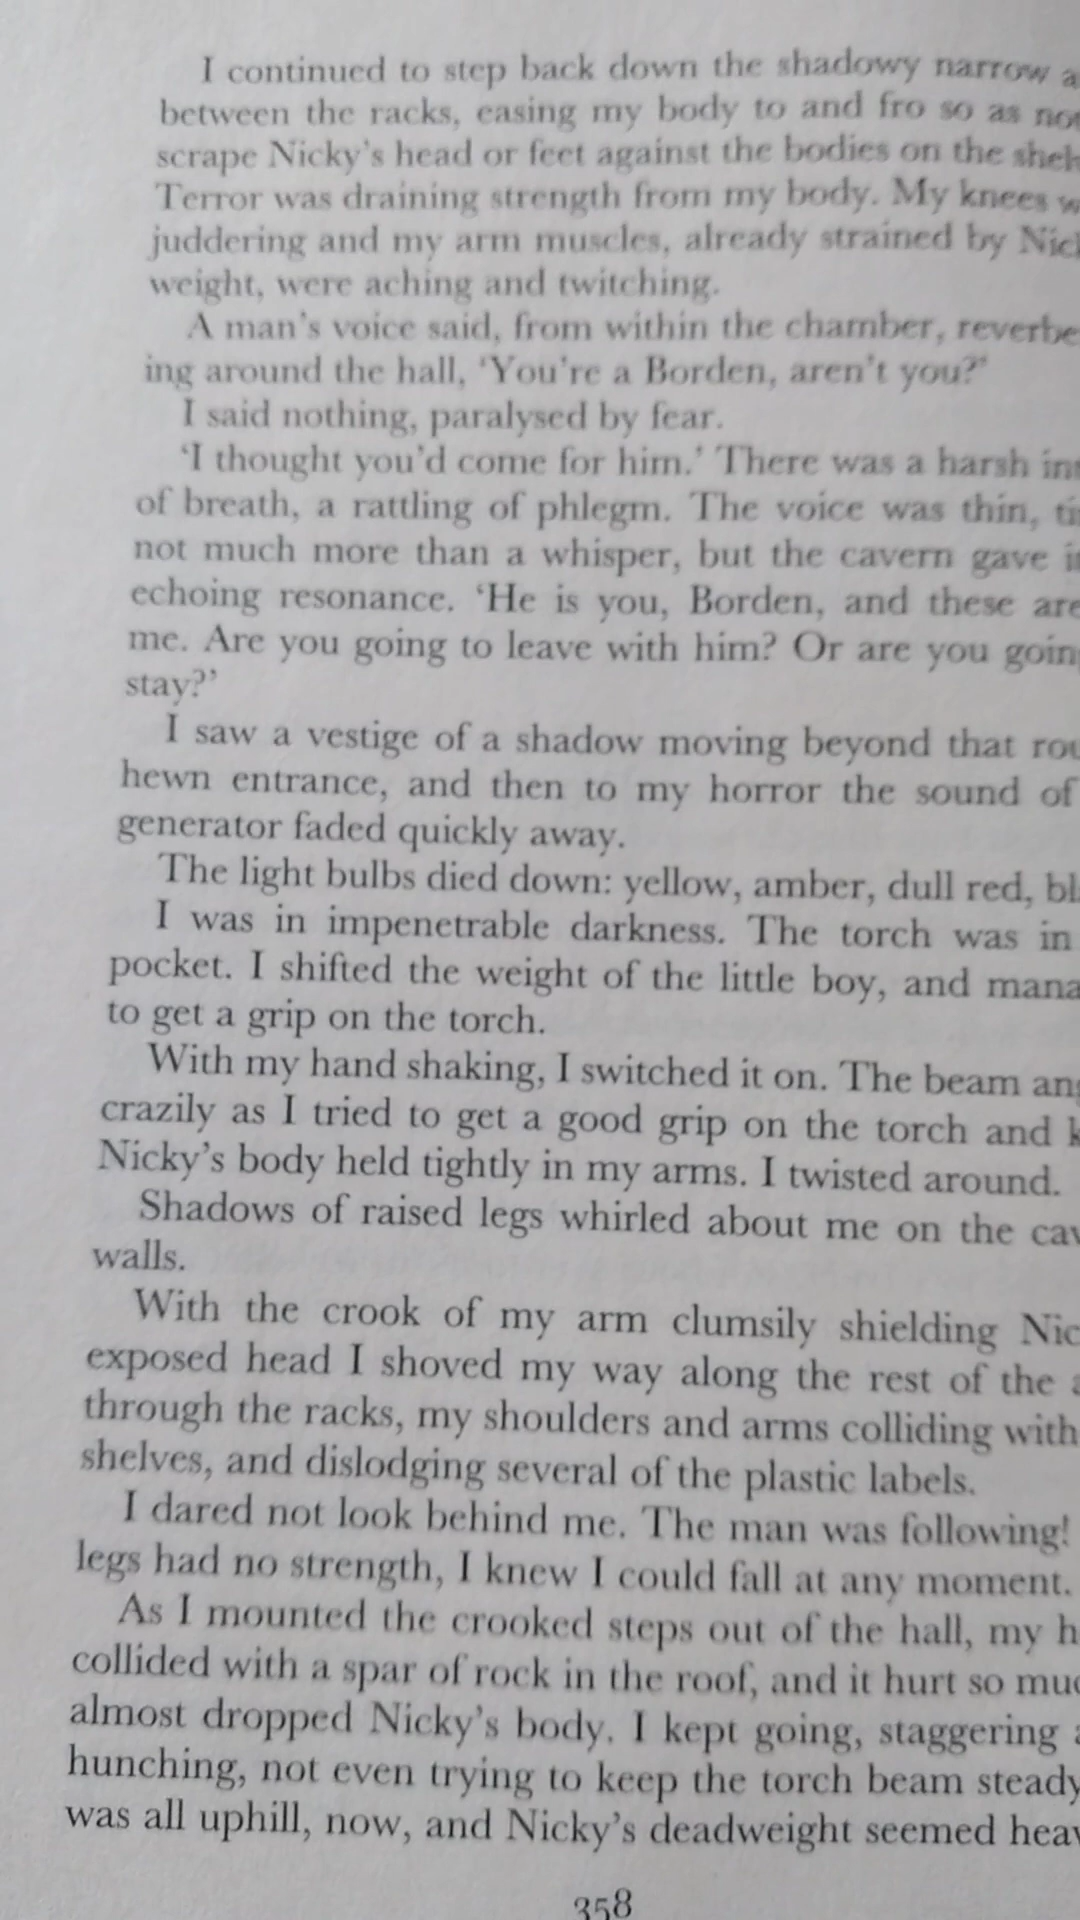 I continued to step back down the shadowy narrow a
between the racks, easing my body to and fro so as not
scrape Nicky's head or feet against the bodies on the shel
Terror was draining strength from my body. My knees w
juddering and my arm muscles, already strained by Nic
weight, were aching and twitching.
A man's voice said, from within the chamber, reverbe
ing around the hall, 'You're a Borden, aren't you?'
I said nothing, paralysed by fear.
'I thought you'd come for him.' There was a harsh in
of breath, a rattling of phlegm. The voice was thin, ti
not much more than a whisper, but the cavern gave i
echoing resonance. 'He is you, Borden, and these are
me. Are you going to leave with him? Or are you goin
stay?'
I saw a vestige of a shadow moving beyond that rou
hewn entrance, and then to my horror the sound of
generator faded quickly away.
The light bulbs died down: yellow, amber, dull red, bl
I was in impenetrable darkness. The torch was in
pocket. I shifted the weight of the little boy, and mana
to get a grip on the torch.
With my hand shaking, I switched it on. The beam ang
crazily as I tried to get a good grip on the torch and k
Nicky's body held tightly in my arms. I twisted around.
Shadows of raised legs whirled about me on the cav
walls.
With the crook of my arm clumsily shielding Nic
exposed head I shoved my way along the rest of the a
through the racks, my shoulders and arms colliding with
shelves, and dislodging several of the plastic labels.
I dared not look behind me. The man was following!
legs had no strength, I knew I could fall at any moment.
As I mounted the crooked steps out of the hall, my h
collided with a spar of rock in the roof, and it hurt so muc
almost dropped Nicky's body. I kept going, staggering a
hunching, not even trying to keep the torch beam steady
was all uphill, now, and Nicky's deadweight seemed heav
358